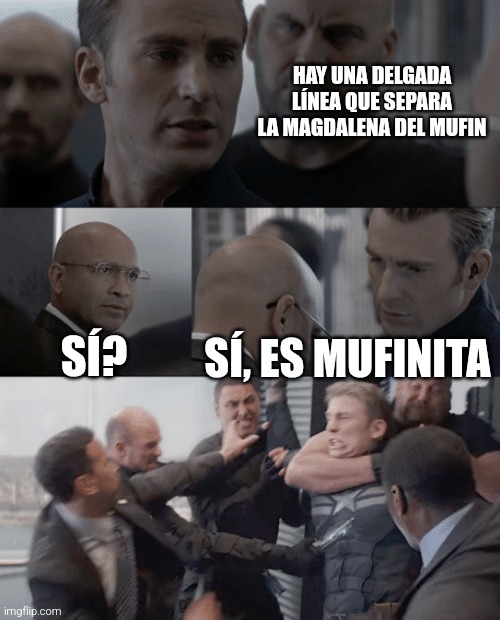 HAY UNA DELGADA
LÍNEA QUE SEPARA
LA MAGDALENA DEL MUFIN
SÍ?
SÍ, ES MUFINITA
imgflip.com